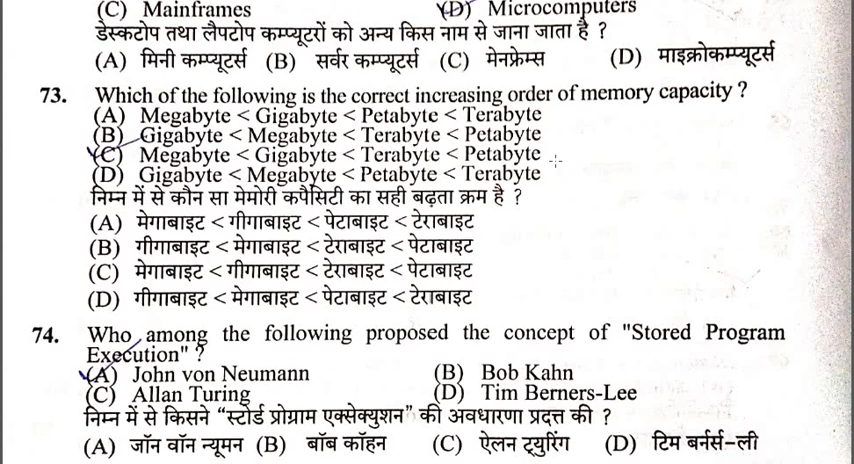 (C) Mainframes (D) Microcomputers
डेस्कटोप तथा लैपटोप कम्प्यूटरों को अन्य किस नाम से जाना जाता है ?
(A) मिनी कम्प्यूटर्स (B) सर्वर कम्प्यूटर्स (C) मेनफ्रेम्स (D) माइक्रोकम्प्यूटर्स
73. Which of the following is the correct increasing order of memory capacity ?
(A) Megabyte < Gigabyte < Petabyte < Terabyte
(B) Gigabyte < Megabyte < Terabyte < Petabyte
(C) Megabyte < Gigabyte < Terabyte < Petabyte
(D) Gigabyte < Megabyte < Petabyte < Terabyte
निम्न में से कौन सा मेमोरी कपैसिटी का सही बढ़ता क्रम है ?
(A) मेगाबाइट < गीगाबाइट < पेटाबाइट < टेराबाइट
(B) गीगाबाइट < मेगाबाइट < टेराबाइट < पेटाबाइट
(C) मेगाबाइट < गीगाबाइट < टेराबाइट < पेटाबाइट
(D) गीगाबाइट < मेगाबाइट < पेटाबाइट < टेराबाइट
74. Who among the following proposed the concept of "Stored Program
Execution" ?
(A) John von Neumann (B) Bob Kahn
(C) Allan Turing (D) Tim Berners-Lee
निम्न में से किसने “स्टोर्ड प्रोग्राम एक्सेक्युशन” की अवधारणा प्रदत्त की ?
(A) जॉन वॉन न्यूमन (B) बॉब कॉहन (C) ऐलन ट्युरिंग (D) टिम बर्नर्स-ली